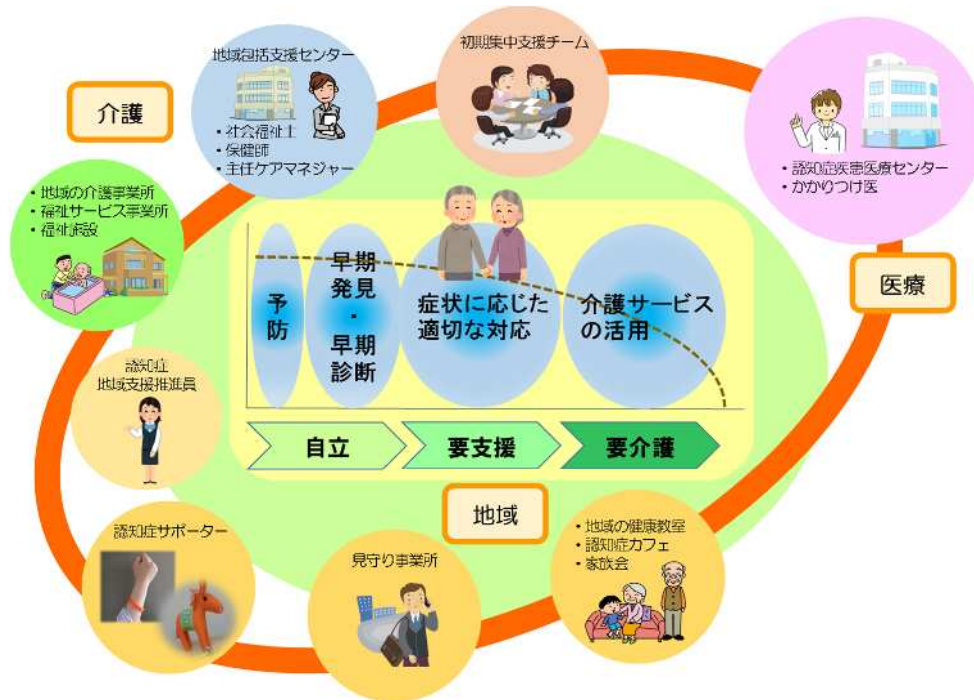 地域包括支援センター
・社会福祉士
・保健師
・主任ケアマネジャー
初期集中支援チーム
・認知症疾患医療センター
・かかりつけ医
介護
・地域の介護事業所
・福祉サービス事業所
・福祉施設
医療
予
防
早期
発見
・
早期
診断
症状に応じた
適切な対応
介護サービス
の活用
自立
要支援
要介護
認知症
地域支援推進員
地域
認知症サポーター
見守り事業所
・地域の健康教室
・認知症カフェ
・家族会